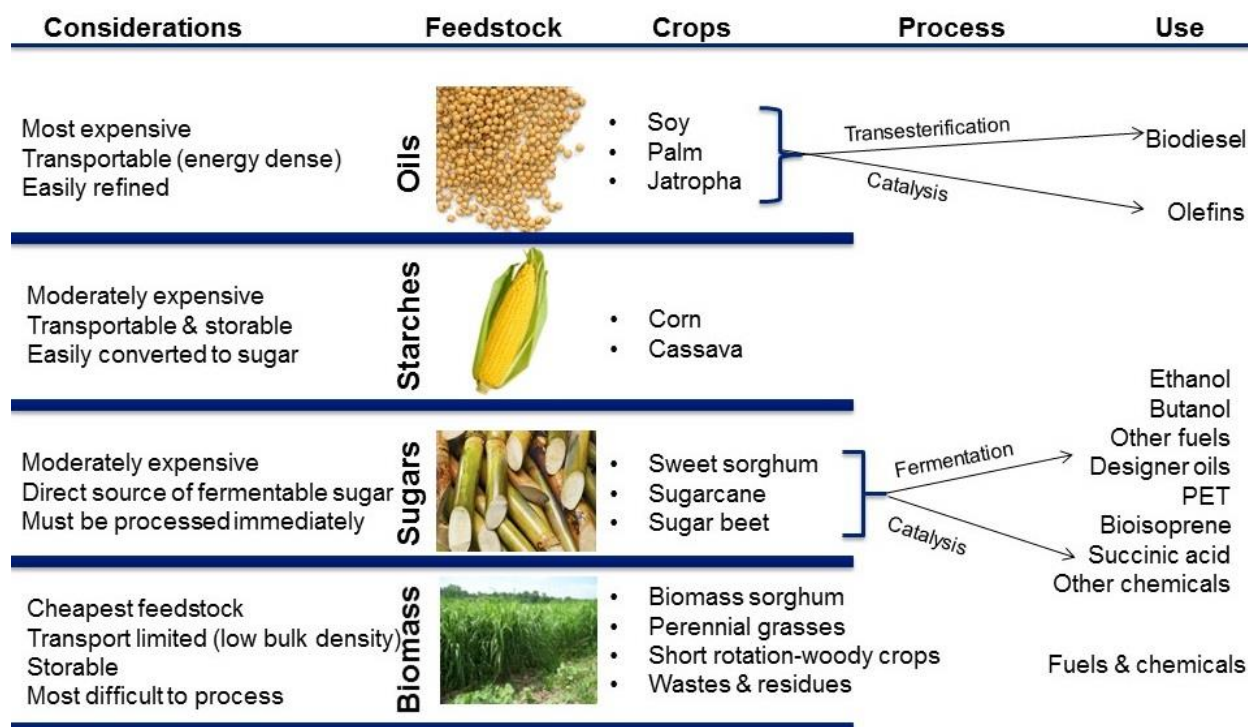 Considerations Feedstock Crops Process Use
Most expensive
Transportable (energy dense)
Easily refined
Oils
• Soy
• Palm
• Jatropha
Transesterification
Catalysis
Biodiesel
Olefins
Moderately expensive
Transportable & storable
Easily converted to sugar
Starches
• Corn
• Cassava
Moderately expensive
Direct source of fermentable sugar
Must be processed immediately
Sugars
• Sweet sorghum
• Sugarcane
• Sugar beet
Fermentation
Catalysis
Ethanol
Butanol
Other fuels
Designer oils
PET
Bioisoprene
Succinic acid
Other chemicals
Cheapest feedstock
Transport limited (low bulk density)
Storable
Most difficult to process
Biomass
• Biomass sorghum
• Perennial grasses
• Short rotation-woody crops
• Wastes & residues
Fuels & chemicals